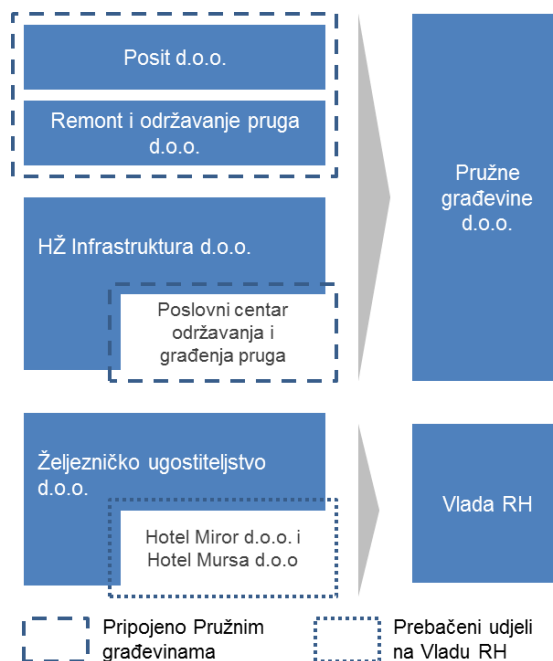 Posit d.o.o.
Remont i održavanje pruga
d.o.o.
HŽ Infrastruktura d.o.o.
Poslovni centar
održavanja i
građenja pruga
Pružne
građevine
d.o.o.
Željezničko ugostiteljstvo
d.o.o.
Hotel Miror d.o.o. i
Hotel Mursa d.o.o
Vlada RH
Pripojeno Pružnim
građevinama
Prebačeni udjeli
na Vladu RH